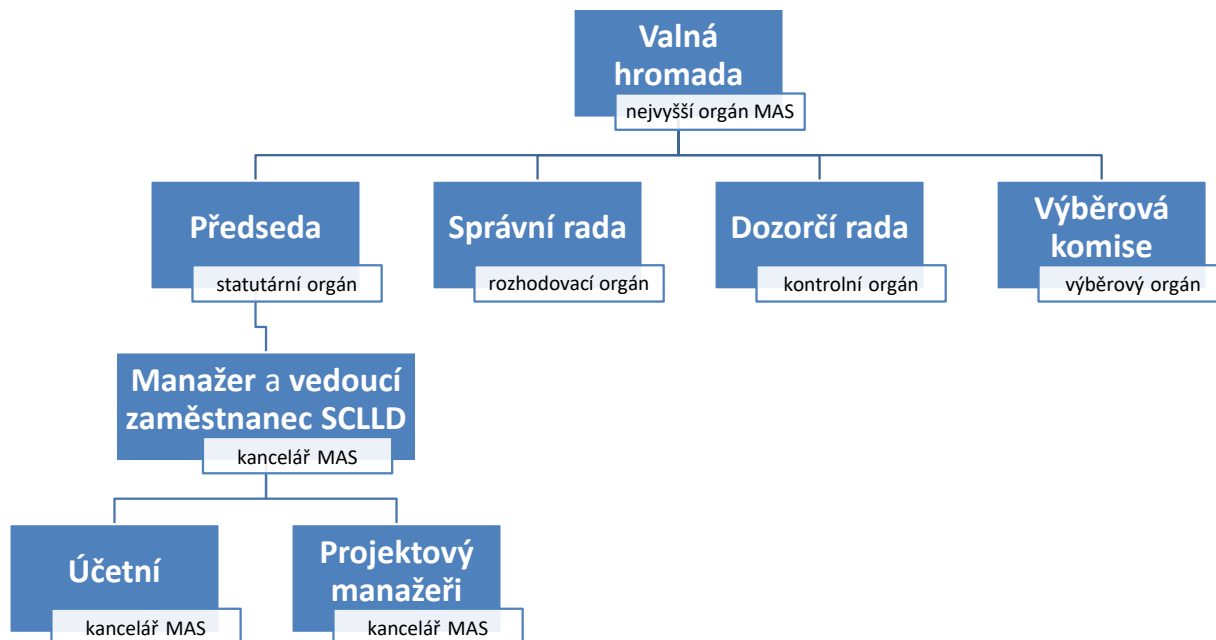 Valná
hromada
nejvyšší orgán MAS
Předseda
statutární orgán
Správní rada
rozhodovací orgán
Dozorčí rada
kontrolní orgán
Výběrová
komise
výběrový orgán
Manažer a vedoucí
zaměstnanec SCLLD
kancelář MAS
Účetní
kancelář MAS
Projektový
manažeři
kancelář MAS